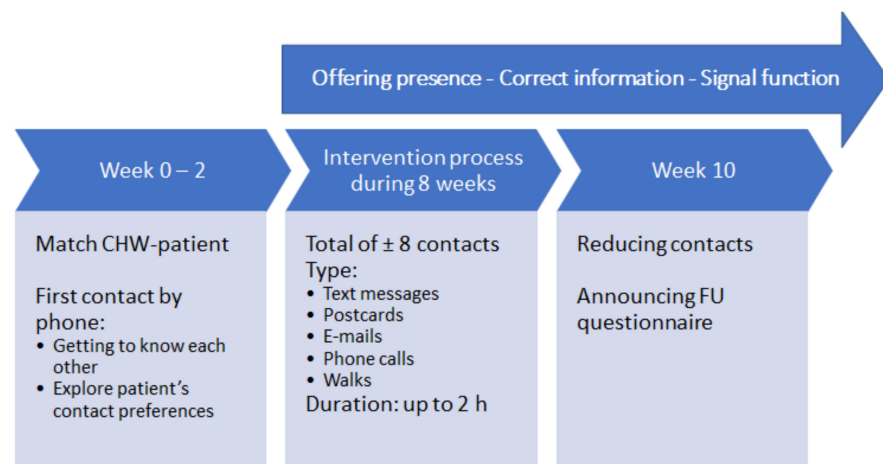 Offering presence - Correct information - Signal function
Week 0 – 2
Match CHW-patient
First contact by
phone:
• Getting to know each
other
• Explore patient's
contact preferences
Intervention process
during 8 weeks
Total of ± 8 contacts
Type:
• Text messages
• Postcards
• E-mails
• Phone calls
• Walks
Duration: up to 2 h
Week 10
Reducing contacts
Announcing FU
questionnaire